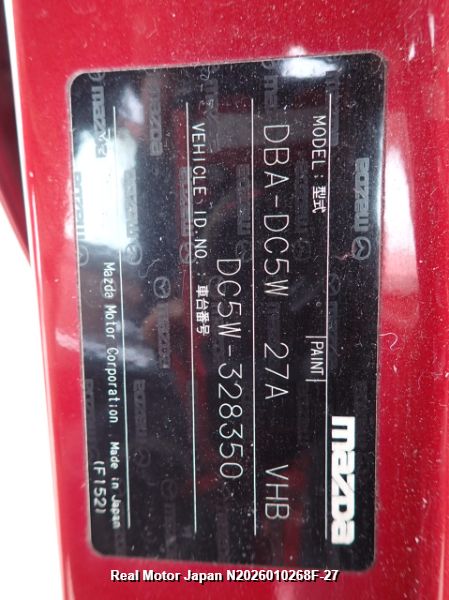 mazda
MODEL:型式 |PAINT|
DBA-DC5W 27A VHB
VEHICLE ID.NO.:車台番号
DC5W-328350
Mazda Motor Corporation Made in Japan
(F152)
Real Motor Japan N2026010268F-27